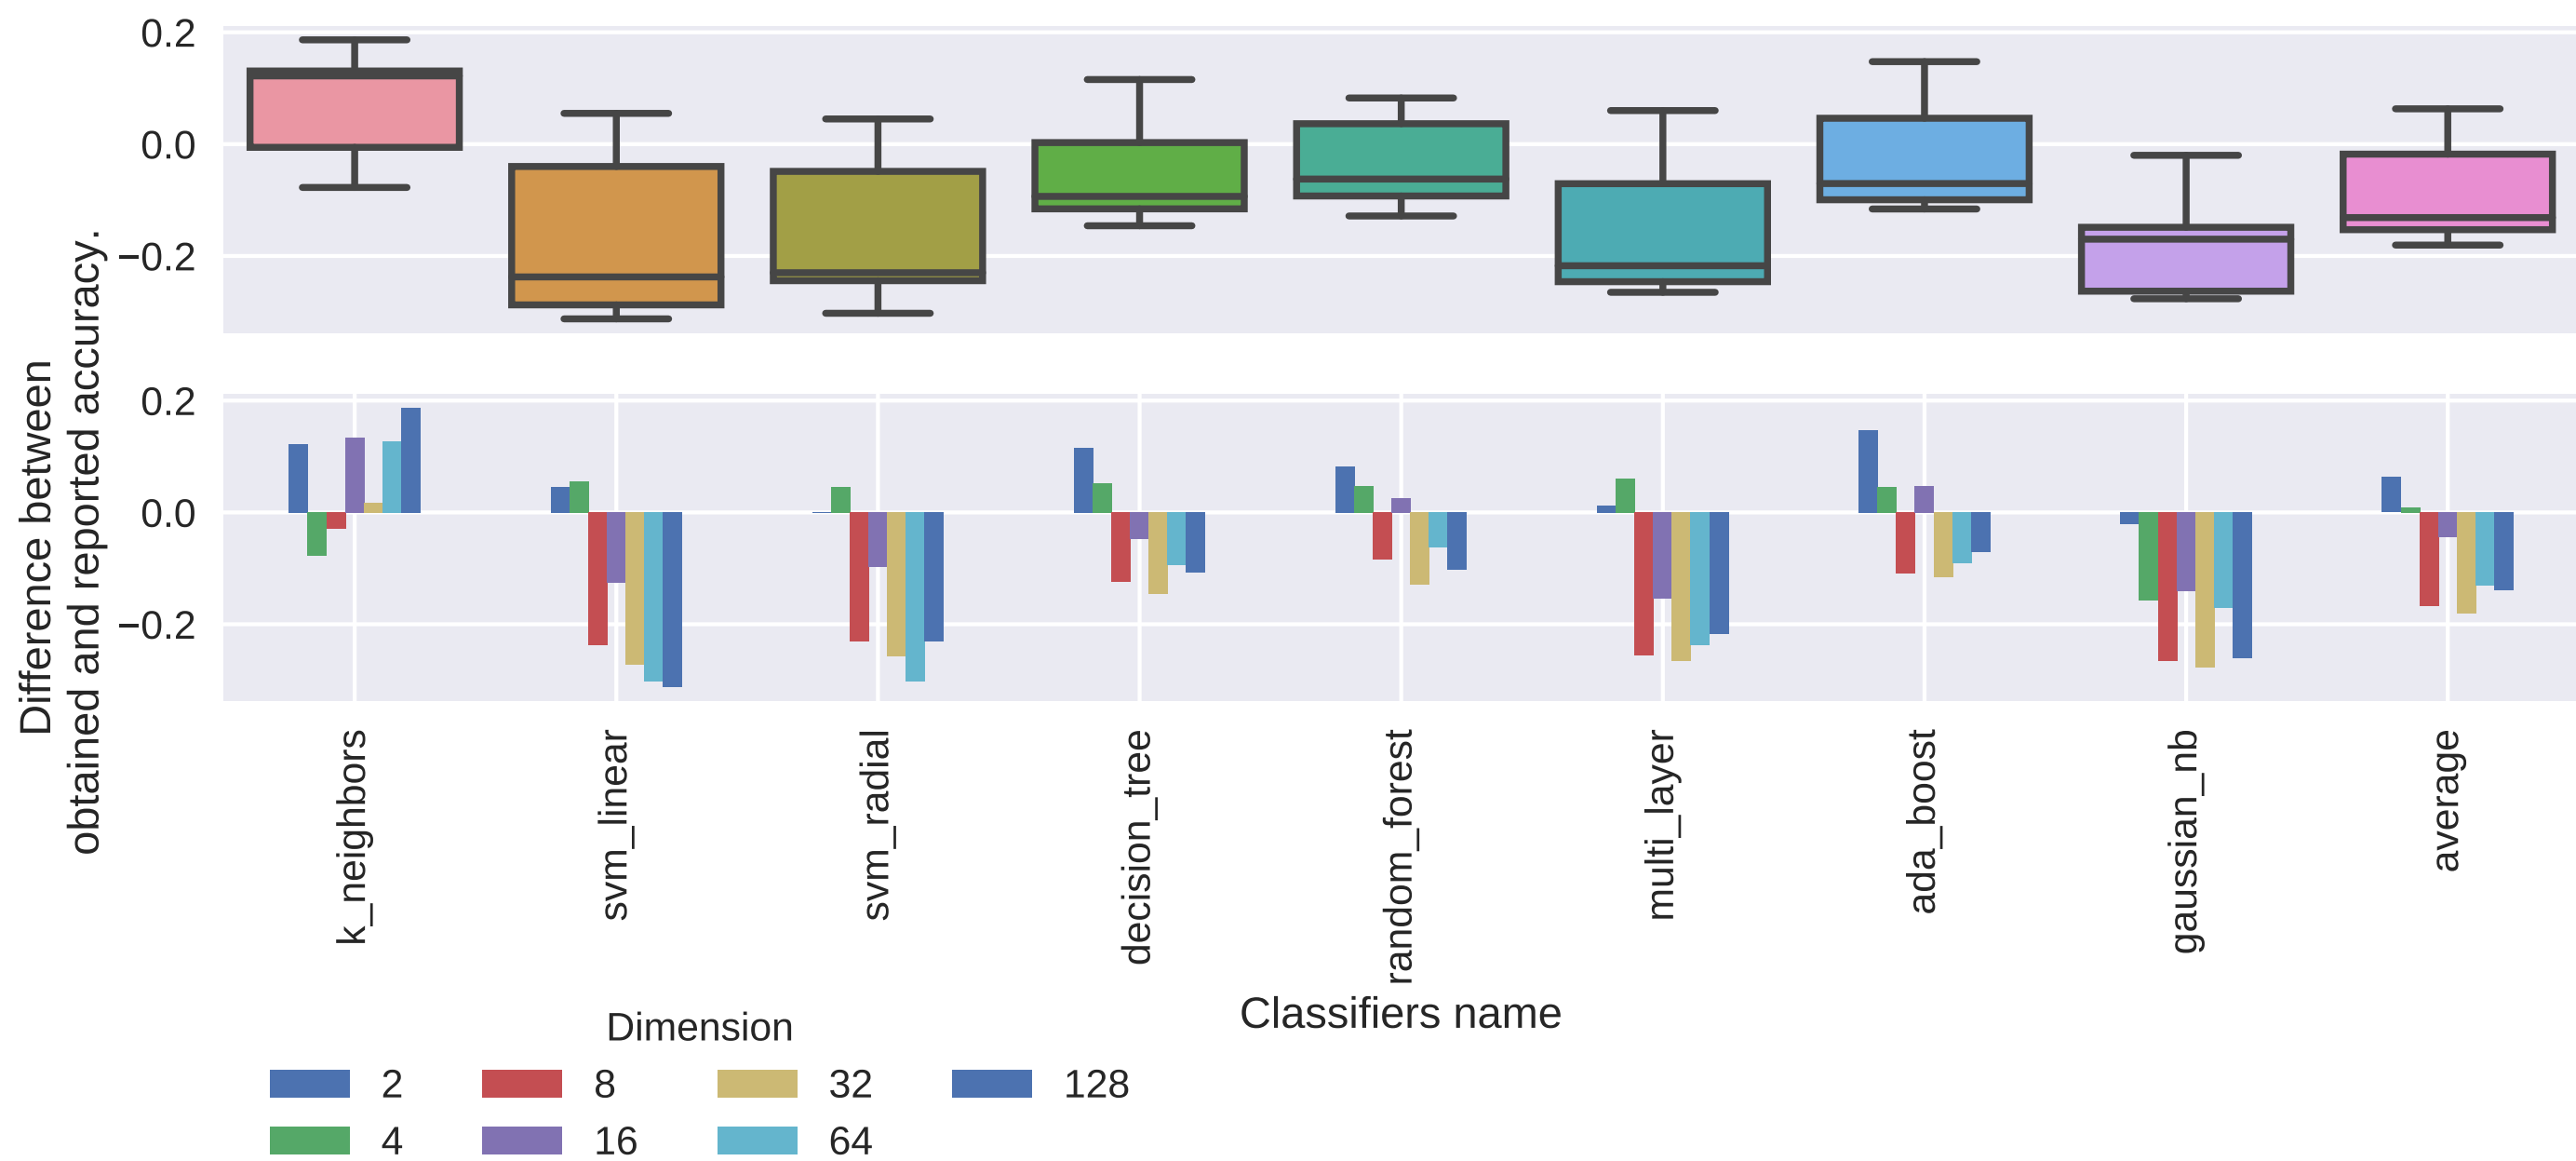 0.2
0.0
−0.2
0.2
0.0
−0.2
Difference between
obtained and reported accuracy.
k_neighbors
svm_linear
svm_radial
decision_tree
random_forest
multi_layer
ada_boost
gaussian_nb
average
Classifiers name
Dimension
2 8 32 128
4 16 64